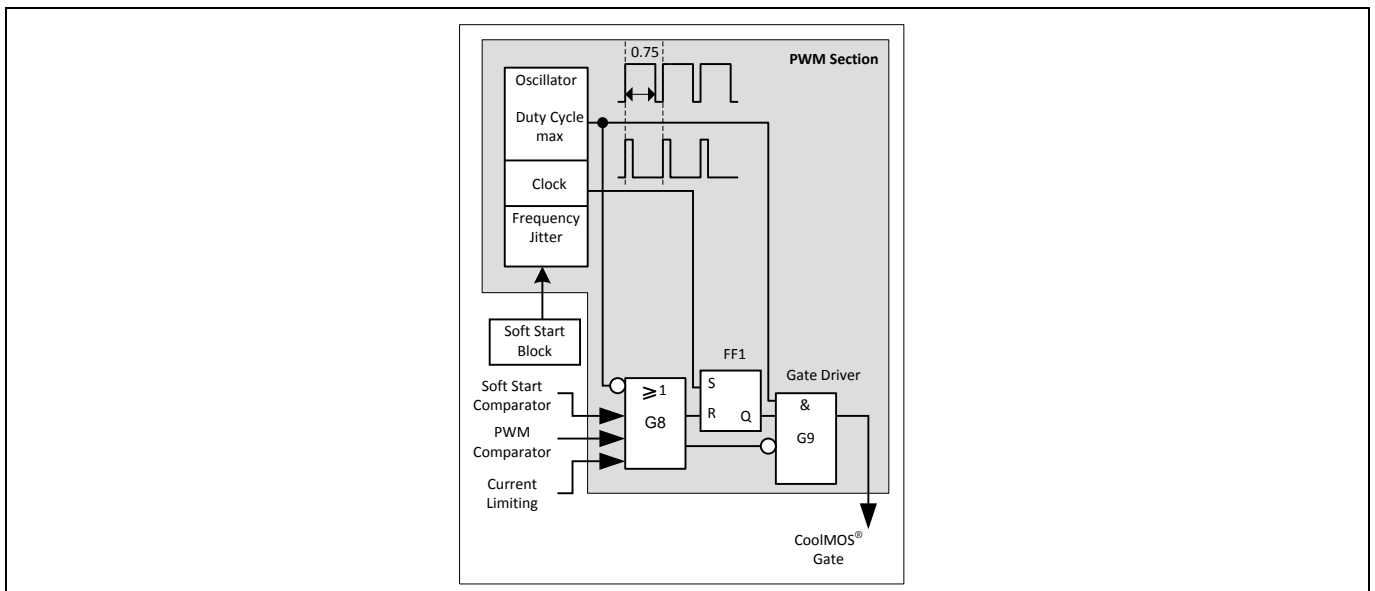 0.75
PWM Section
Oscillator
Duty Cycle
max
Clock
Frequency
Jitter
Soft Start
Block
FF1
Gate Driver
Soft Start
Comparator
PWM
Comparator
Current
Limiting
⩾1
G8
S
R
Q
&
G9
CoolMOS®
Gate